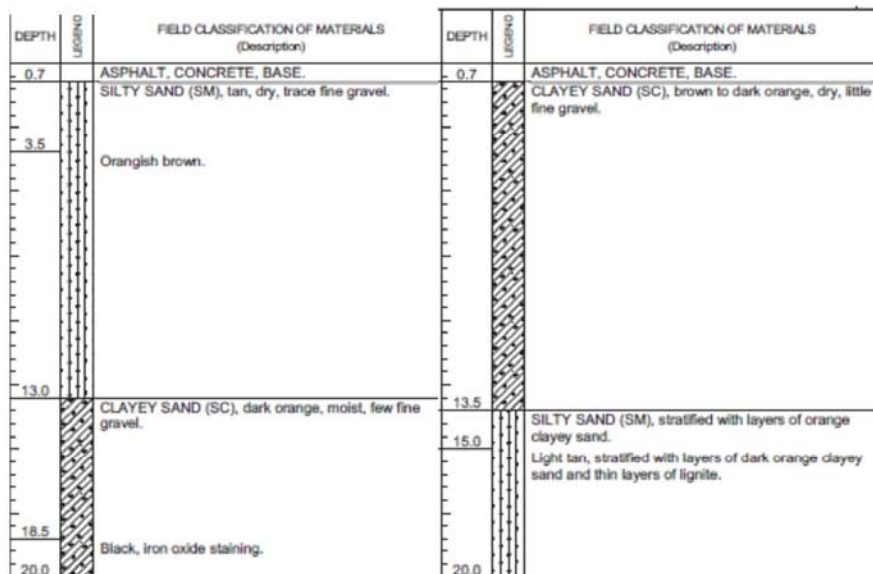 DEPTH
LEGEND
FIELD CLASSIFICATION OF MATERIALS
(Description)
0.7
ASPHALT, CONCRETE, BASE.
SILTY SAND (SM), tan, dry, trace fine gravel.
3.5
Orangish brown.
13.0
CLAYEY SAND (SC), dark orange, moist, few fine
gravel.
18.5
Black, iron oxide staining.
20.0
DEPTH
LEGEND
FIELD CLASSIFICATION OF MATERIALS
(Description)
0.7
ASPHALT, CONCRETE, BASE.
CLAYEY SAND (SC), brown to dark orange, dry, little
fine gravel.
13.5
SILTY SAND (SM), stratified with layers of orange
clayey sand.
15.0
Light tan, stratified with layers of dark orange clayey
sand and thin layers of lignite.
20.0